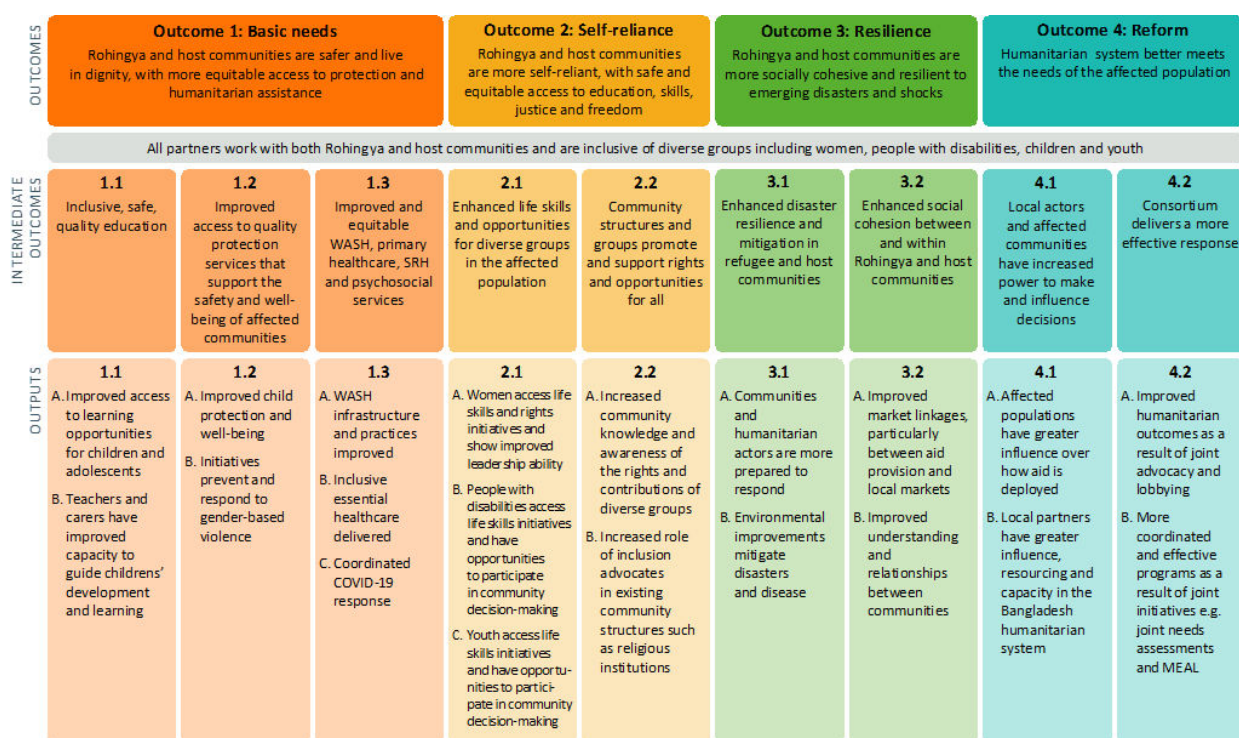 OUTCOMES
Outcome 1: Basic needs
Rohingya and host communities are safer and live
in dignity, with more equitable access to protection and
humanitarian assistance
Outcome 2: Self-reliance
Rohingya and host communities
are more self-reliant, with safe and
equitable access to education, skills,
justice and freedom
Outcome 3: Resilience
Rohingya and host communities are
more socially cohesive and resilient to
emerging disasters and shocks
Outcome 4: Reform
Humanitarian system better meets
the needs of the affected population
All partners work with both Rohingya and host communities and are inclusive of diverse groups including women, people with disabilities, children and youth
INTERMEDIATE
OUTCOMES
1.1
Inclusive, safe,
quality education
1.2
Improved
access to quality
protection
services that
support the
safety and well-
being of affected
communities
1.3
Improved and
equitable
WASH, primary
healthcare, SRH
and psychosocial
services
2.1
Enhanced life skills
and opportunities
for diverse groups
in the affected
population
2.2
Community
structures and
groups promote
and support rights
and opportunities
for all
3.1
Enhanced disaster
resilience and
mitigation in
refugee and host
communities
3.2
Enhanced social
cohesion between
and within
Rohingya and host
communities
4.1
Local actors
and affected
communities
have increased
power to make
and influence
decisions
4.2
Consortium
delivers a more
effective response
OUTPUTS
1.1
A. Improved access
to learning
opportunities
for children and
adolescents
B. Teachers and
carers have
improved
capacity to
guide childrens’
development
and learning
1.2
A. Improved child
protection and
well-being
B. Initiatives
prevent and
respond to
gender-based
violence
1.3
A. WASH
infrastructure
and practices
improved
B. Inclusive
essential
healthcare
delivered
C. Coordinated
COVID-19
response
2.1
A. Women access life
skills and rights
initiatives and
show improved
leadership ability
B. People with
disabilities access
life skills initiatives
and have
opportunities
to participate
in community
decision-making
C. Youth access life
skills initiatives
and have opportu-
nities to partici-
pate in community
decision-making
2.2
A. Increased
community
knowledge and
awareness of
the rights and
contributions of
diverse groups
B. Increased role
of inclusion
advocates
in existing
community
structures such
as religious
institutions
3.1
A. Communities
and
humanitarian
actors are more
prepared to
respond
B. Environmental
improvements
mitigate
disasters
and disease
3.2
A. Improved
market linkages,
particularly
between aid
provision and
local markets
B. Improved
understanding
and
relationships
between
communities
4.1
A. Affected
populations
have greater
influence over
how aid is
deployed
B. Local partners
have greater
influence,
resourcing and
capacity in the
Bangladesh
humanitarian
system
4.2
A. Improved
humanitarian
outcomes as a
result of joint
advocacy and
lobbying
B. More
coordinated
and effective
programs as a
result of joint
initiatives e.g.
joint needs
assessments
and MEAL